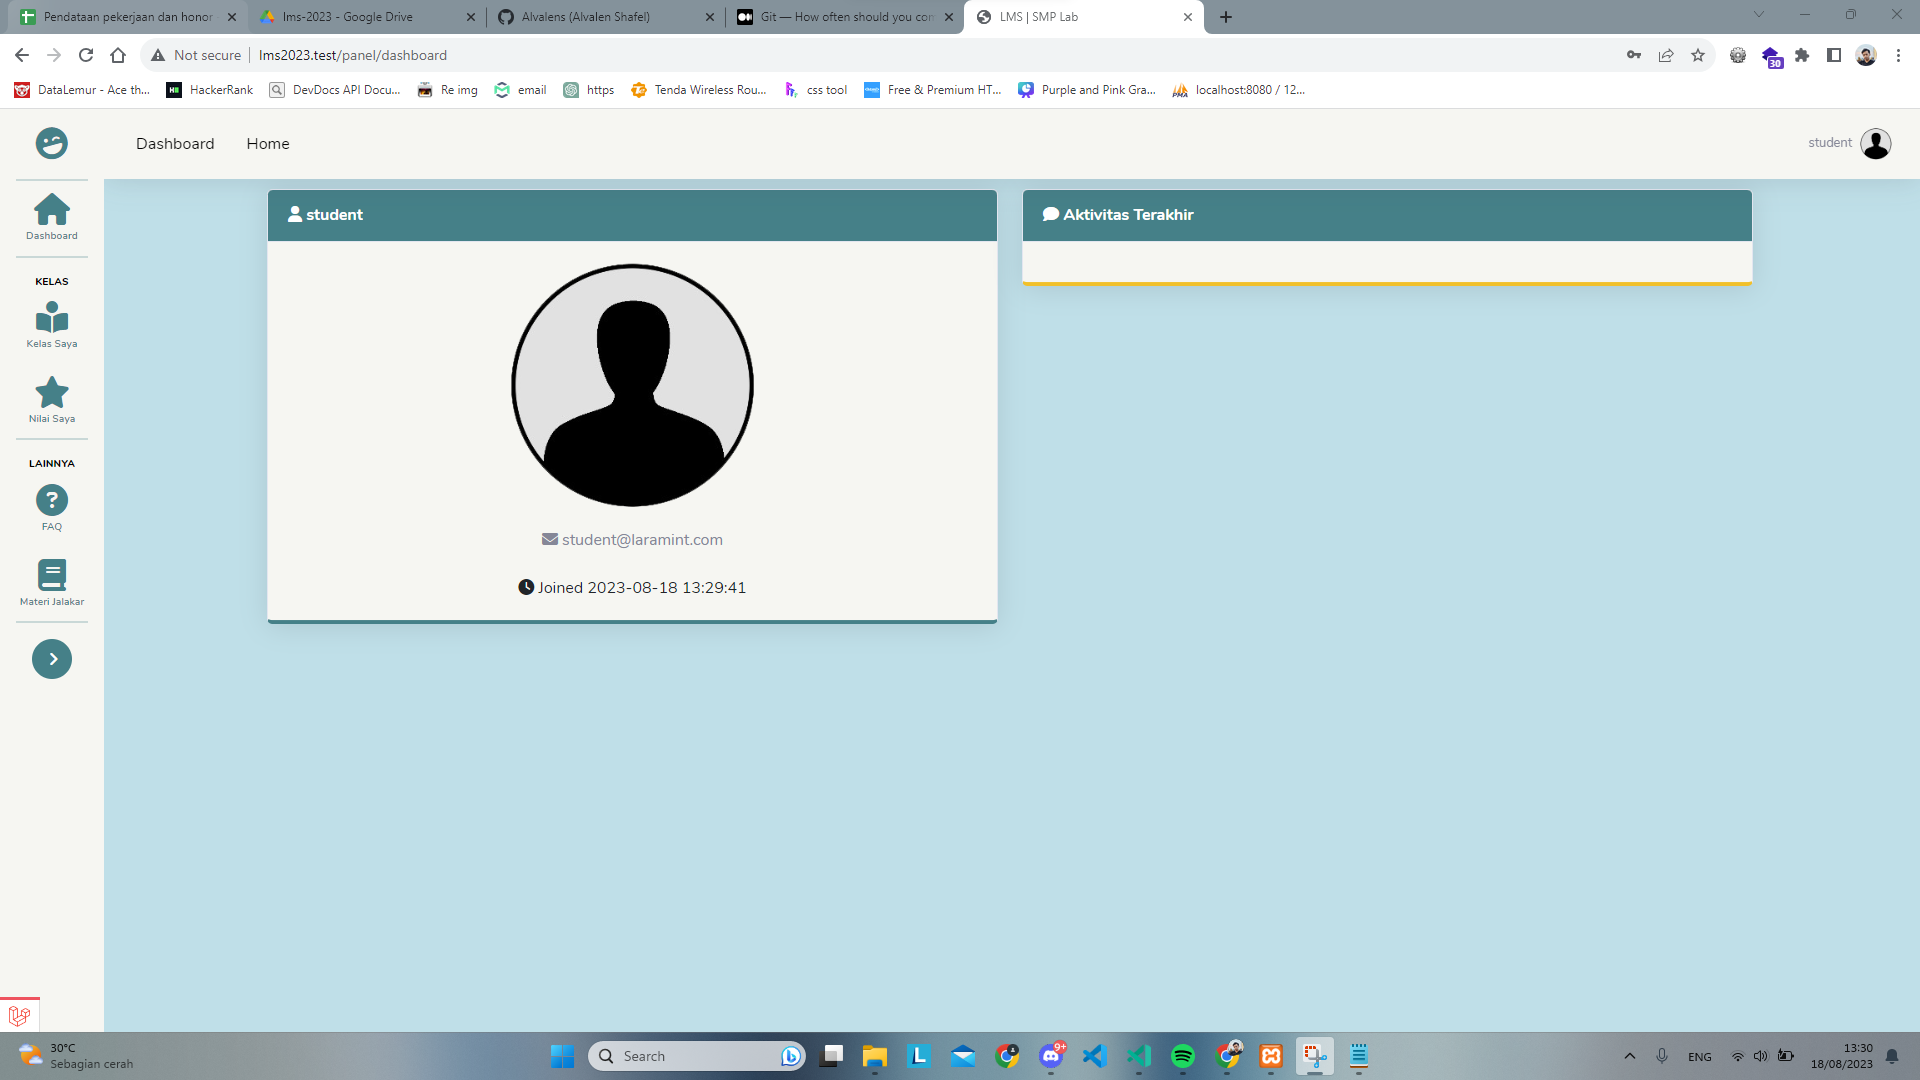 Pendataan pekerjaan dan honor
lms-2023 - Google Drive
Alvalens (Alvalen Shafel)
Git — How often should you con
LMS | SMP Lab
Not secure
lms2023.test/panel/dashboard
30
DataLemur - Ace th...
HackerRank
DevDocs API Docu...
Re img
email
https
Tenda Wireless Rou...
css tool
Free & Premium HT...
Purple and Pink Gra...
localhost:8080 / 12...
Dashboard
Home
student
Dashboard
KELAS
Kelas Saya
Nilai Saya
LAINNYA
FAQ
Materi Jalakar
student
student@laramint.com
Joined 2023-08-18 13:29:41
Aktivitas Terakhir
30°C
Sebagian cerah
Search
9+
ENG
13:30
18/08/2023